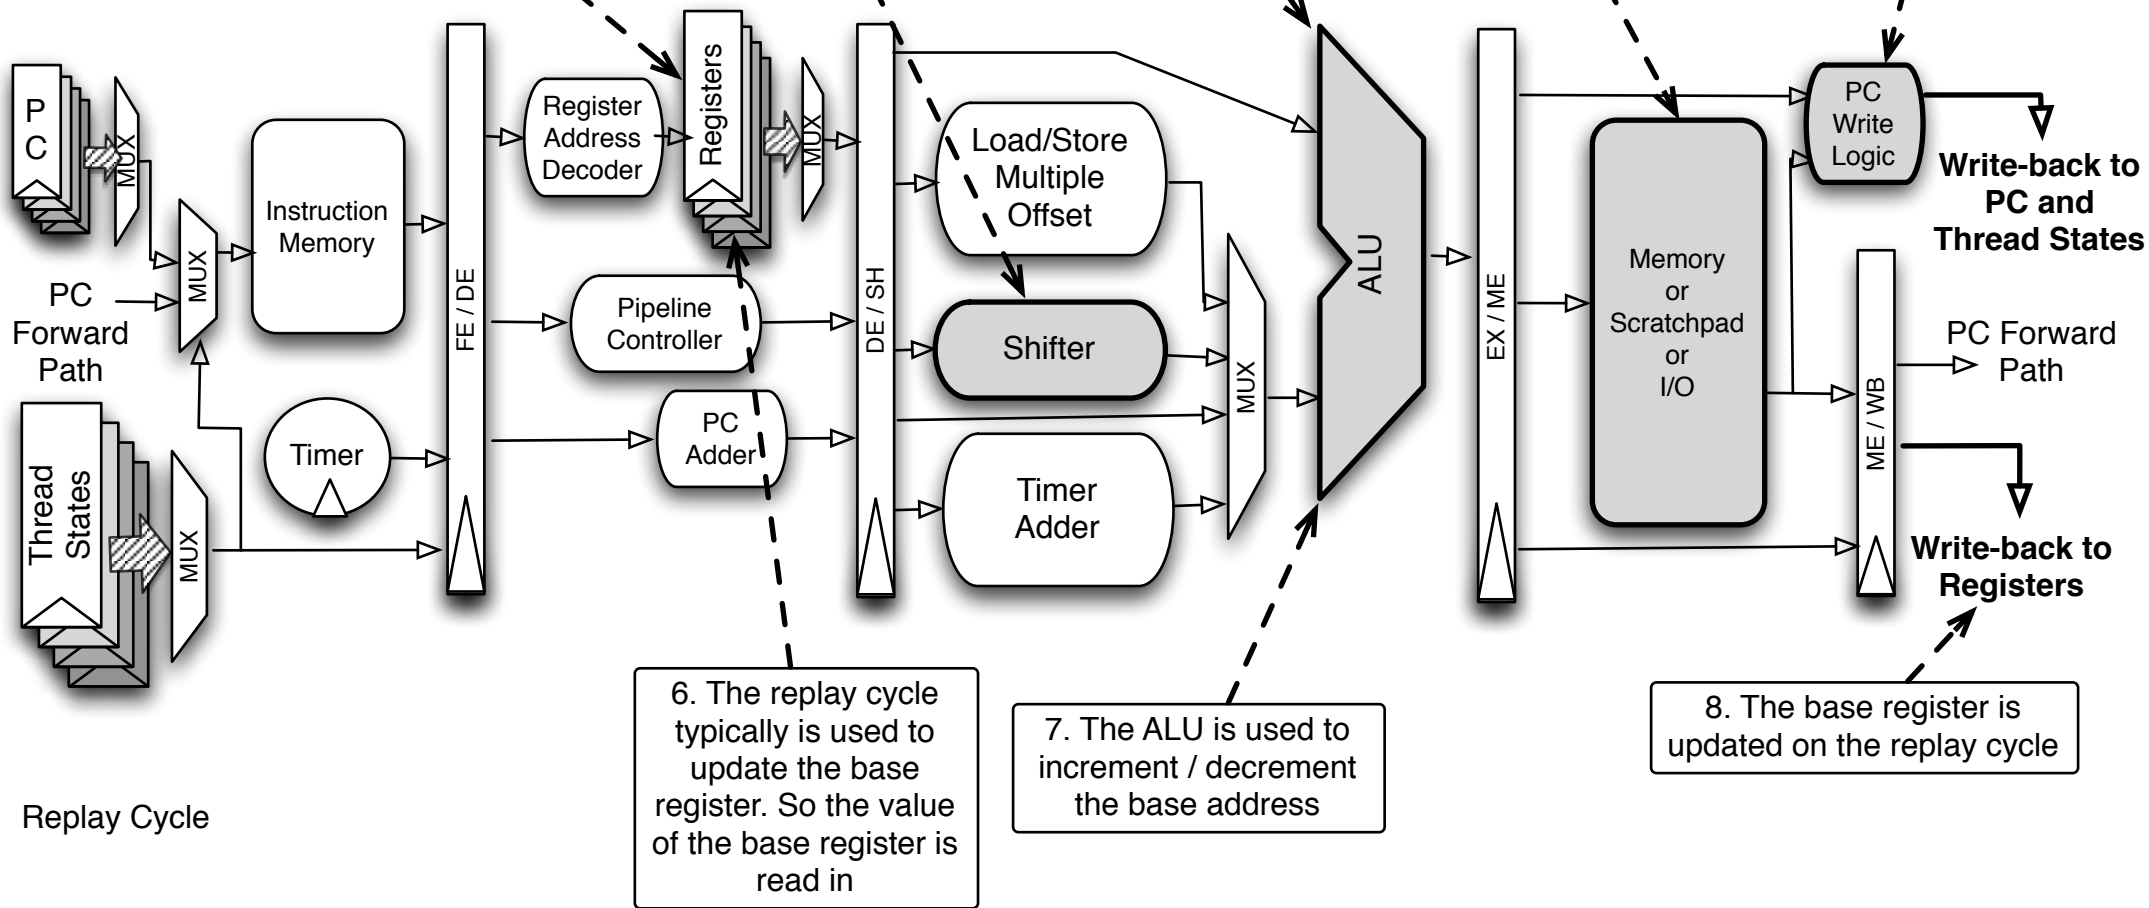 P
C
MUX
MUX
PC
Forward
Path
Thread
States
MUX
Instruction
Memory
Timer
FE / DE
Register
Address
Decoder
Registers
MUX
Pipeline
Controller
PC
Adder
DE / SH
Load/Store
Multiple
Offset
Shifter
Timer
Adder
MUX
ALU
EX / ME
Memory
or
Scratchpad
or
I/O
PC
Write
Logic
Write-back to
PC and
Thread States
ME / WB
PC Forward
Path
Write-back to
Registers
6. The replay cycle
typically is used to
update the base
register. So the value
of the base register is
read in
7. The ALU is used to
increment / decrement
the base address
8. The base register is
updated on the replay cycle
Replay Cycle